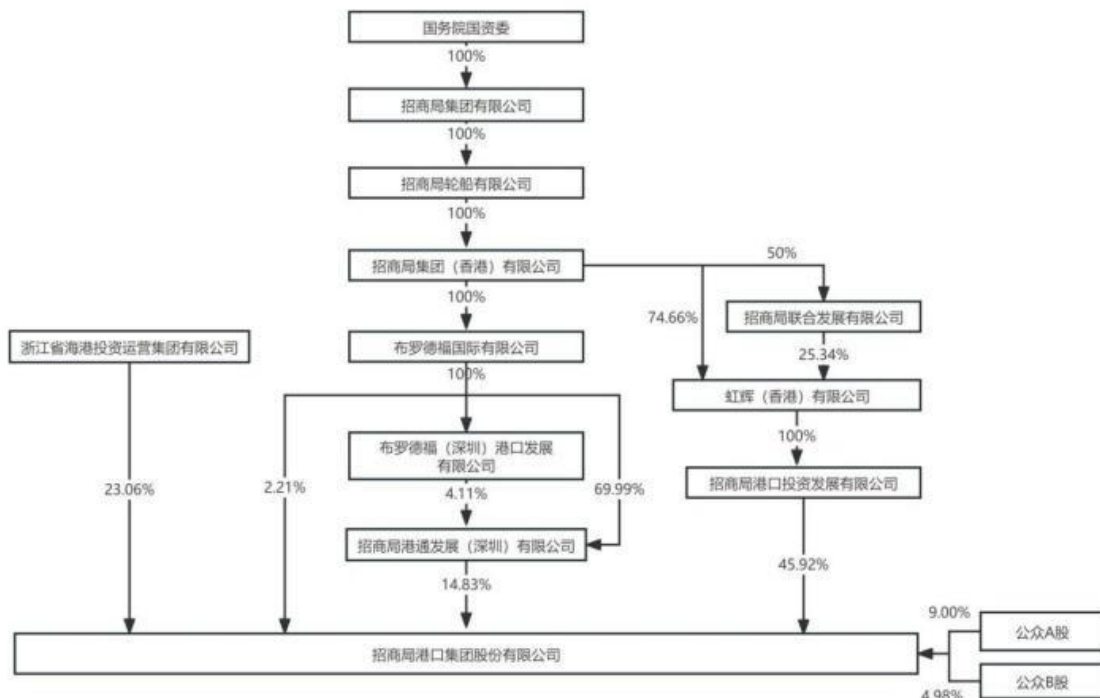 国务院国资委
100%
招商局集团有限公司
100%
招商局轮船有限公司
100%
招商局集团（香港）有限公司
50%
100%
74.66%
招商局联合发展有限公司
浙江省海港投资运营集团有限公司
布罗德福国际有限公司
25.34%
100%
虹辉（香港）有限公司
布罗德福（深圳）港口发展
有限公司
100%
23.06%
2.21%
4.11%
69.99%
招商局港口投资发展有限公司
招商局港通发展（深圳）有限公司
45.92%
14.83%
9.00%
公众A股
招商局港口集团股份有限公司
公众B股
4.98%